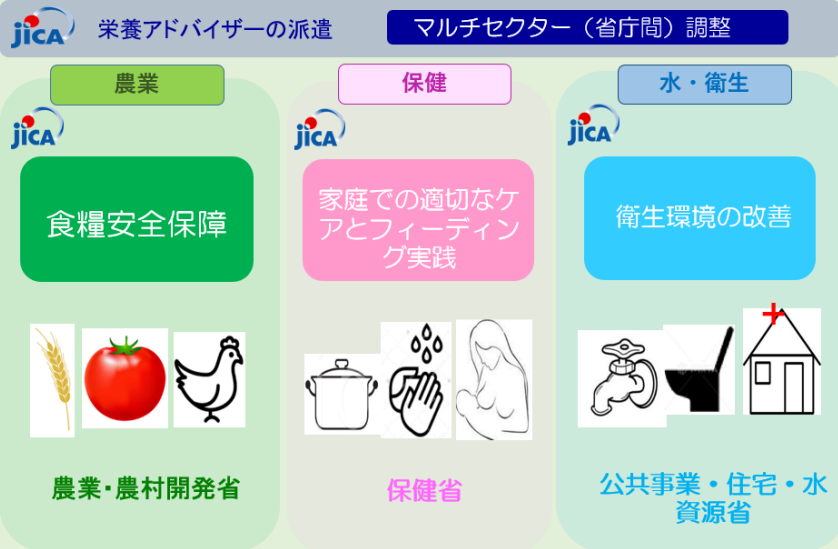 JICA
栄養アドバイザーの派遣
マルチセクター（省庁間）調整
農業
保健
水・衛生
JICA
JICA
JICA
食糧安全保障
家庭での適切なケ
アとフィーディン
グ実践
衛生環境の改善
農業・農村開発省
保健省
公共事業・住宅・水
資源省